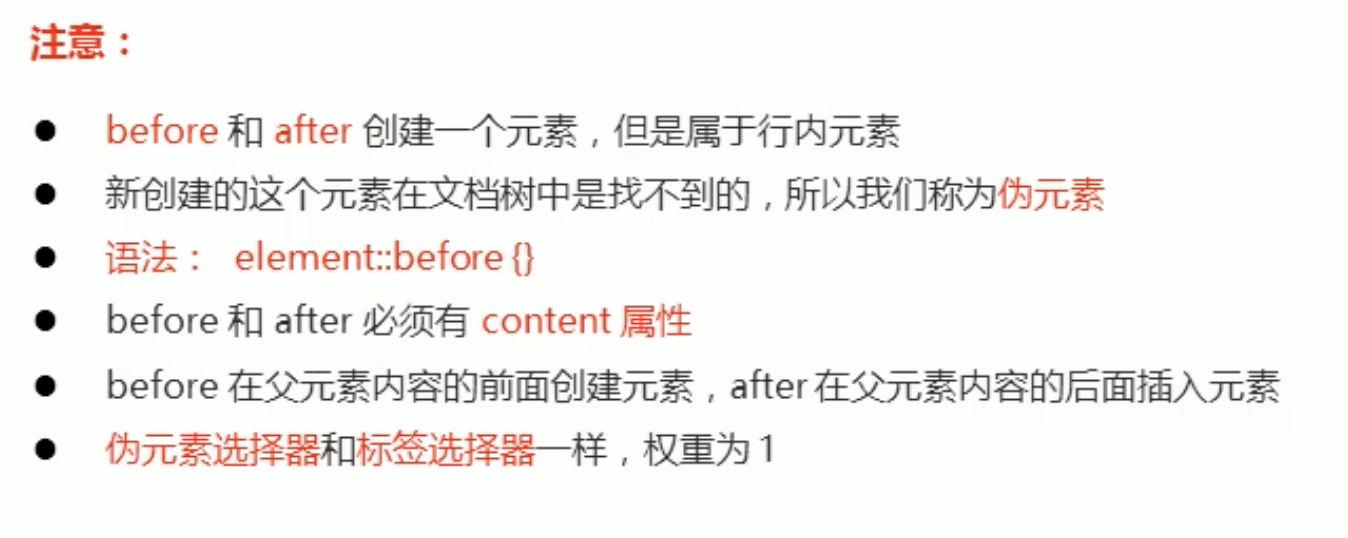 注意：
● before 和 after 创建一个元素，但是属于行内元素
● 新创建的这个元素在文档树中是找不到的，所以我们称为伪元素
● 语法： element::before {}
● before 和 after 必须有 content 属性
● before 在父元素内容的前面创建元素，after 在父元素内容的后面插入元素
● 伪元素选择器和标签选择器一样，权重为 1